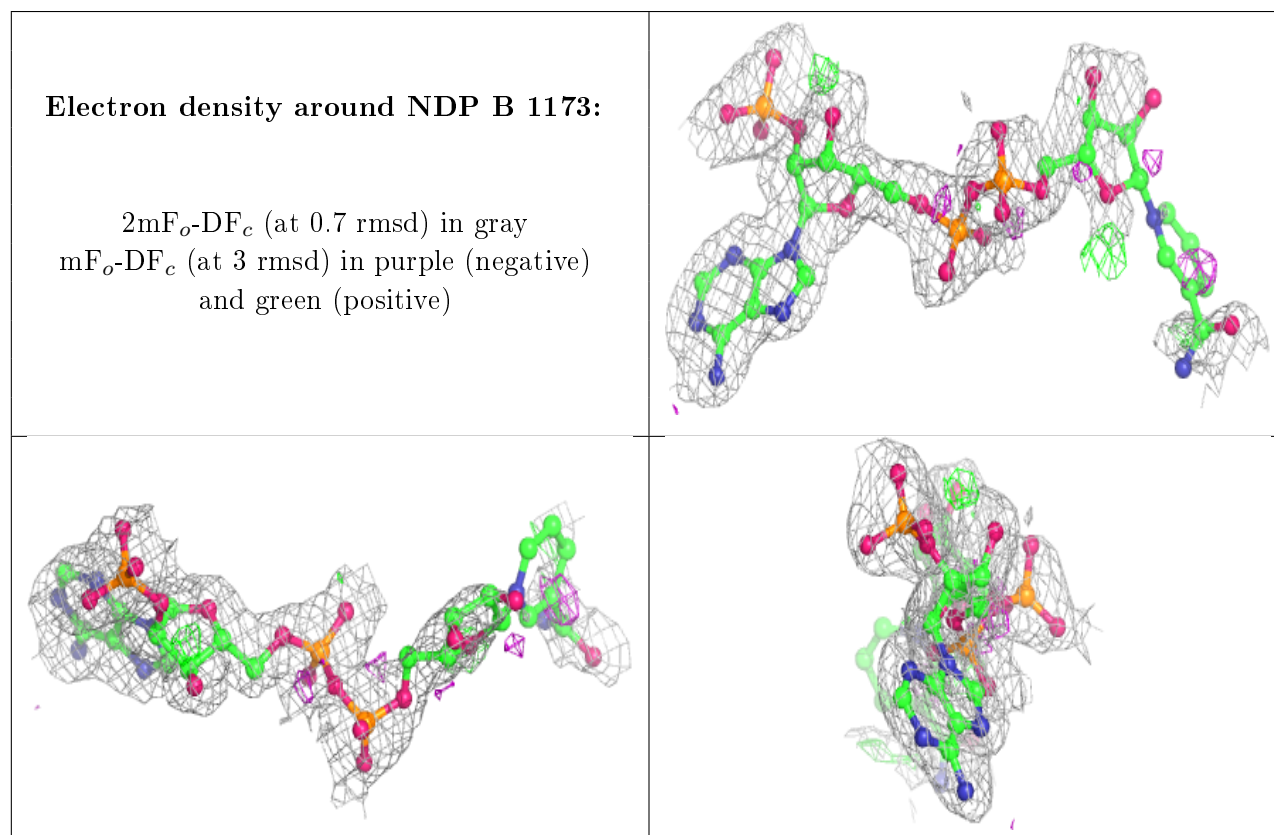 Electron density around NDP B 1173:
2mFo-DFc (at 0.7 rmsd) in gray
mFo-DFc (at 3 rmsd) in purple (negative)
and green (positive)